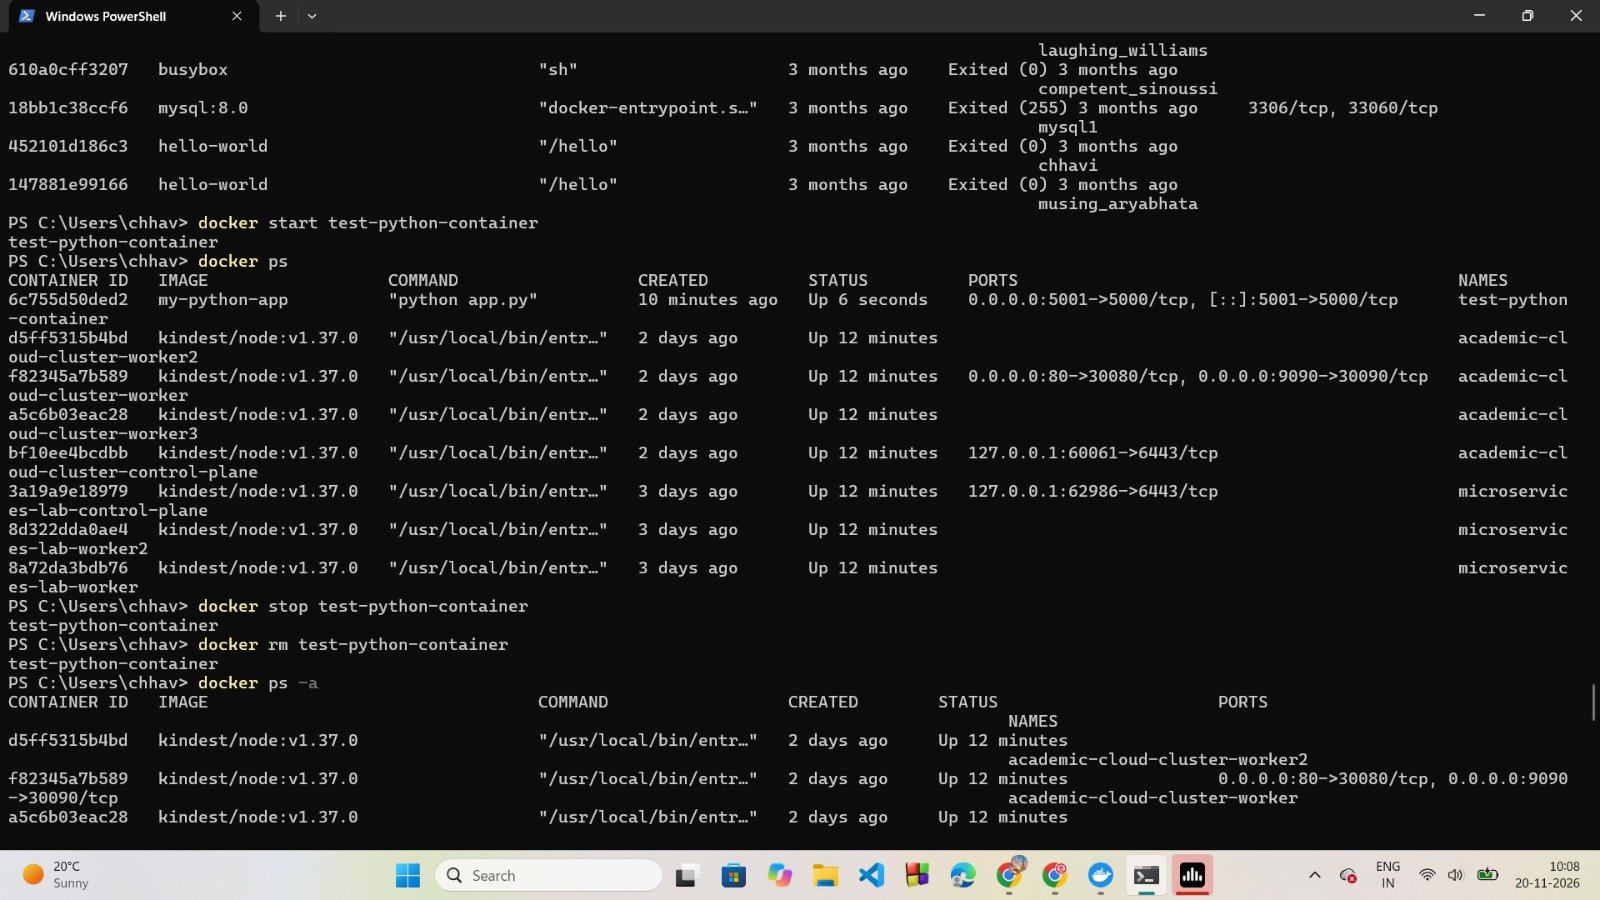 Windows PowerShell
laughing_williams
610a0cff3207 busybox "sh" 3 months ago Exited (0) 3 months ago
competent_sinoussi
18bb1c38ccf6 mysql:8.0 "docker-entrypoint.s…" 3 months ago Exited (255) 3 months ago 3306/tcp, 33060/tcp
mysql1
452101d186c3 hello-world "/hello" 3 months ago Exited (0) 3 months ago
chhavi
147881e99166 hello-world "/hello" 3 months ago Exited (0) 3 months ago
musing_aryabhata
PS C:\Users\chhav> docker start test-python-container
test-python-container
PS C:\Users\chhav> docker ps
CONTAINER ID IMAGE COMMAND CREATED STATUS PORTS NAMES
6c755d50ded2 my-python-app "python app.py" 10 minutes ago Up 6 seconds 0.0.0.0:5001->5000/tcp, [::]:5001->5000/tcp test-python
-container
d5ff5315b4bd kindest/node:v1.37.0 "/usr/local/bin/entr…" 2 days ago Up 12 minutes academic-cl
oud-cluster-worker2
f82345a7b589 kindest/node:v1.37.0 "/usr/local/bin/entr…" 2 days ago Up 12 minutes 0.0.0.0:80->30080/tcp, 0.0.0.0:9090->30090/tcp academic-cl
oud-cluster-worker
a5c6b03eac28 kindest/node:v1.37.0 "/usr/local/bin/entr…" 2 days ago Up 12 minutes academic-cl
oud-cluster-worker3
bf10ee4bcdbb kindest/node:v1.37.0 "/usr/local/bin/entr…" 2 days ago Up 12 minutes 127.0.0.1:60061->6443/tcp academic-cl
oud-cluster-control-plane
3a19a9e18979 kindest/node:v1.37.0 "/usr/local/bin/entr…" 3 days ago Up 12 minutes 127.0.0.1:62986->6443/tcp microservic
es-lab-control-plane
8d322dda0ae4 kindest/node:v1.37.0 "/usr/local/bin/entr…" 3 days ago Up 12 minutes microservic
es-lab-worker2
8a72da3bdb76 kindest/node:v1.37.0 "/usr/local/bin/entr…" 3 days ago Up 12 minutes microservic
es-lab-worker
PS C:\Users\chhav> docker stop test-python-container
test-python-container
PS C:\Users\chhav> docker rm test-python-container
test-python-container
PS C:\Users\chhav> docker ps -a
CONTAINER ID IMAGE COMMAND CREATED STATUS PORTS
NAMES
d5ff5315b4bd kindest/node:v1.37.0 "/usr/local/bin/entr…" 2 days ago Up 12 minutes
academic-cloud-cluster-worker2
f82345a7b589 kindest/node:v1.37.0 "/usr/local/bin/entr…" 2 days ago Up 12 minutes 0.0.0.0:80->30080/tcp, 0.0.0.0:9090
->30090/tcp academic-cloud-cluster-worker
a5c6b03eac28 kindest/node:v1.37.0 "/usr/local/bin/entr…" 2 days ago Up 12 minutes
20°C
Sunny
Search
ENG
IN
10:08
20-11-2026